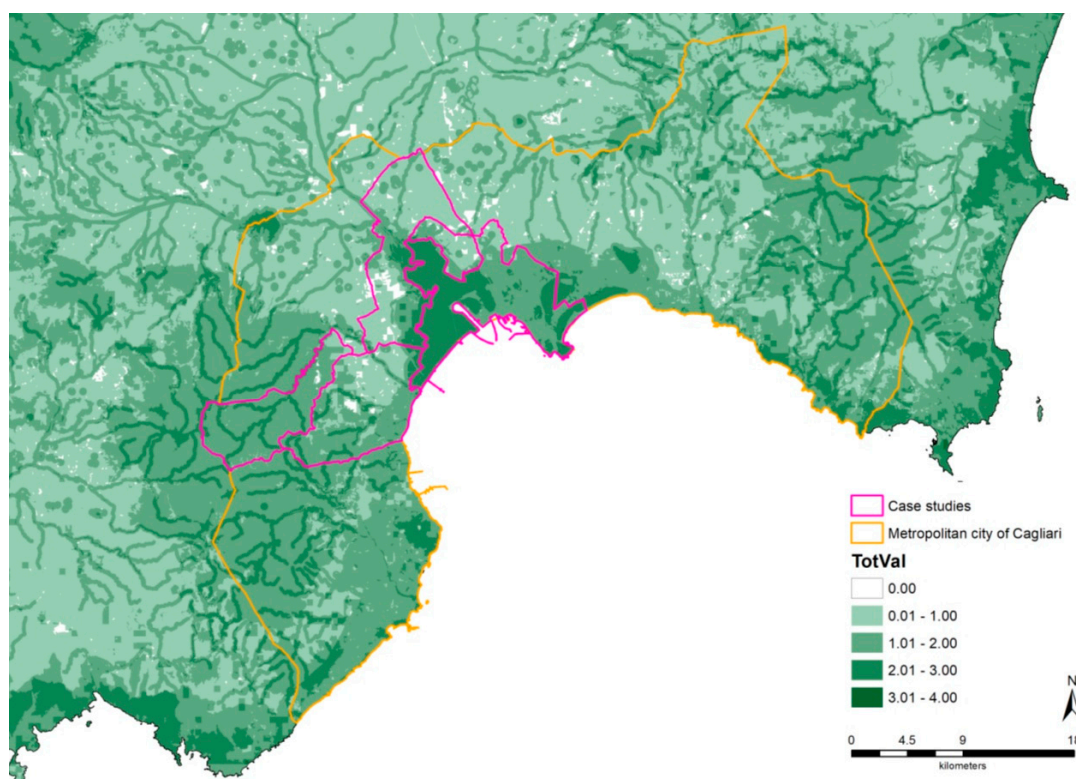 Case studies
Metropolitan city of Cagliari
TotVal
0.00
0.01 - 1.00
1.01 - 2.00
2.01 - 3.00
3.01 - 4.00
N
0 4.5 9 18
kilometers